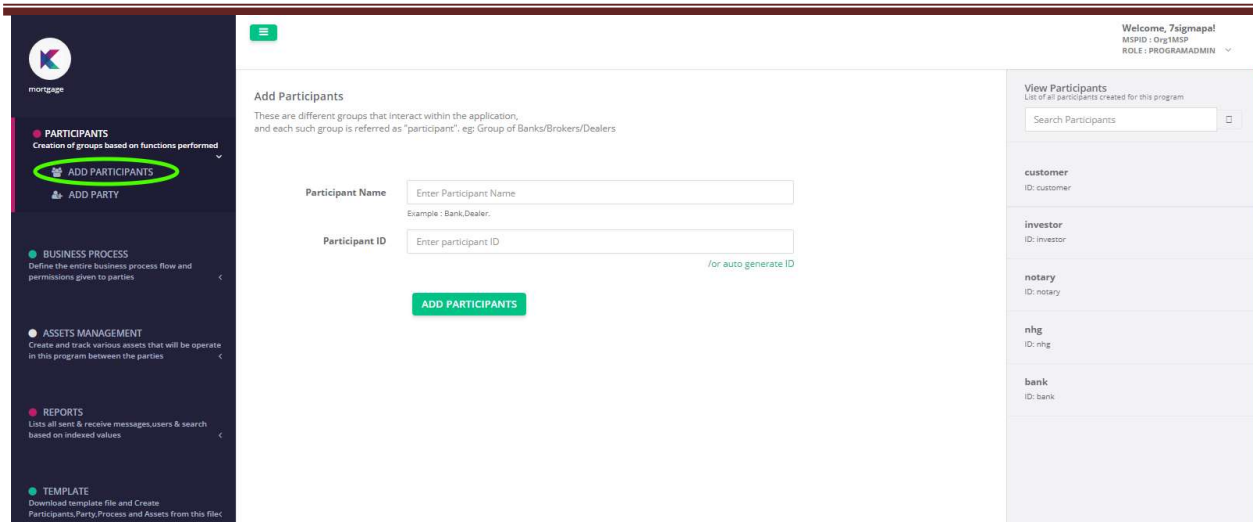 mortgage
PARTICIPANTS
Creation of groups based on functions performed
ADD PARTICIPANTS
ADD PARTY
BUSINESS PROCESS
Define the entire business process flow and
permissions given to parties
ASSETS MANAGEMENT
Create and track various assets that will be operate
in this program between the parties
REPORTS
Lists all sent & receive messages,users & search
based on indexed values
TEMPLATE
Download template file and Create
Participants,Party,Process and Assets from this file
Welcome, 7sigmapa!
MSPID : Org1MSP
ROLE : PROGRAMADMIN
Add Participants
These are different groups that interact within the application,
and each such group is referred as "participant". eg: Group of Banks/Brokers/Dealers
Participant Name
Enter Participant Name
Example : Bank,Dealer.
Participant ID
Enter participant ID
/or auto generate ID
ADD PARTICIPANTS
View Participants
List of all participants created for this program
Search Participants
customer
ID: customer
investor
ID: investor
notary
ID: notary
nhg
ID: nhg
bank
ID: bank